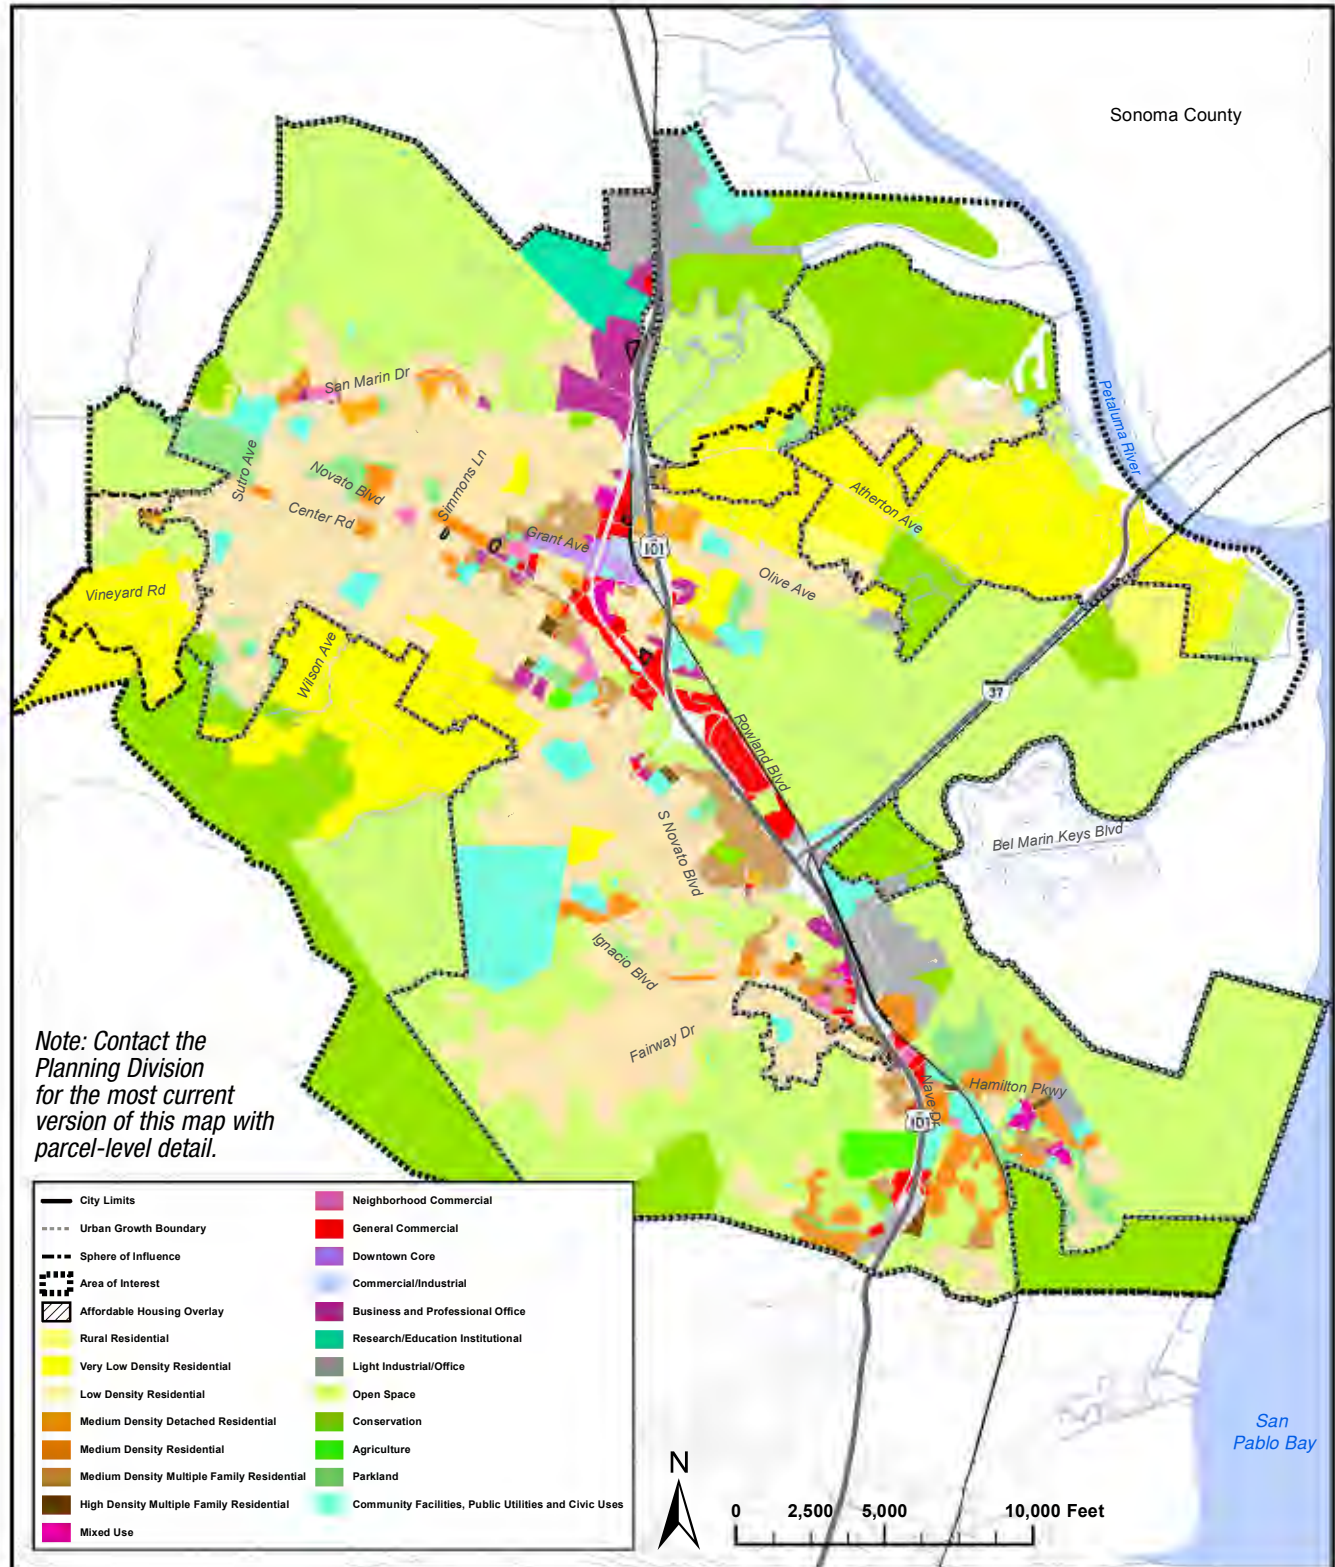 Sonoma County
Petaluma River
San Marin Dr
Sutro Ave
Novato Blvd
Simmons Ln
Center Rd
Grant Ave
101
Atherton Ave
Olive Ave
Vineyard Rd
Wilson Ave
37
Rowland Blvd
S Novato Blvd
Bel Marin Keys Blvd
Ignacio Blvd
Fairway Dr
Nave Dr
Hamilton Pkwy
101
Note: Contact the
Planning Division
for the most current
version of this map with
parcel-level detail.
City Limits
Urban Growth Boundary
Sphere of Influence
Area of Interest
Affordable Housing Overlay
Rural Residential
Very Low Density Residential
Low Density Residential
Medium Density Detached Residential
Medium Density Residential
Medium Density Multiple Family Residential
High Density Multiple Family Residential
Mixed Use
Neighborhood Commercial
General Commercial
Downtown Core
Commercial/Industrial
Business and Professional Office
Research/Education Institutional
Light Industrial/Office
Open Space
Conservation
Agriculture
Parkland
Community Facilities, Public Utilities and Civic Uses
N
0 2,500 5,000 10,000 Feet
San
Pablo Bay